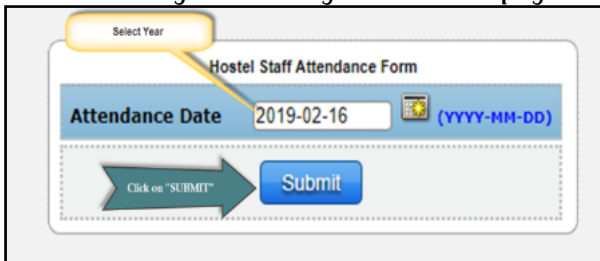 Select Year
Hostel Staff Attendance Form
Attendance Date 2019-02-16 (YYYY-MM-DD)
Click on "SUBMIT" Submit